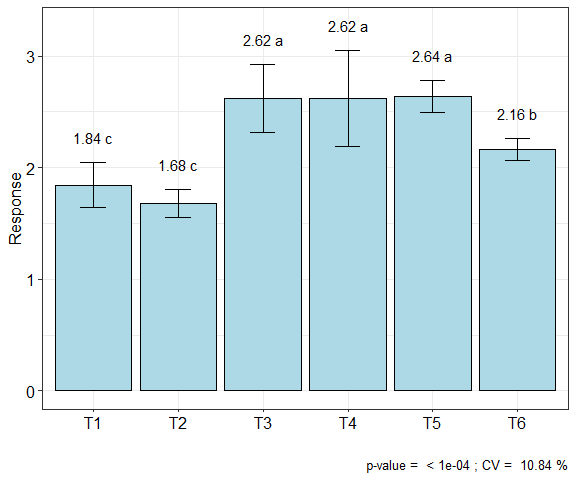 2.62 a
2.62 a
2.64 a
1.84 c
1.68 c
2.16 b
3
2
1
0
Response
T1 T2 T3 T4 T5 T6
p-value = < 1e-04 ; CV = 10.84 %